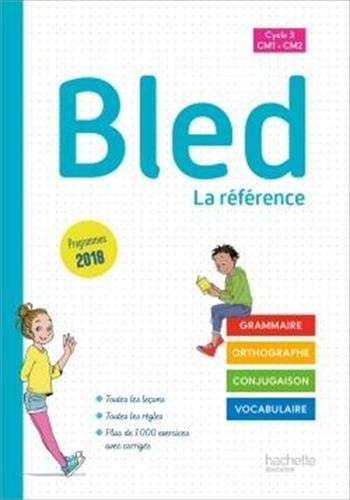 Cycle 3
CM1 - CM2
Bled
La référence
Programmes
2018
GRAMMAIRE
ORTHOGRAPHE
CONJUGAISON
VOCABULAIRE
Toutes les leçons
Toutes les règles
Plus de 1 000 exercices
avec corrigés
hachette
ÉDUCATION